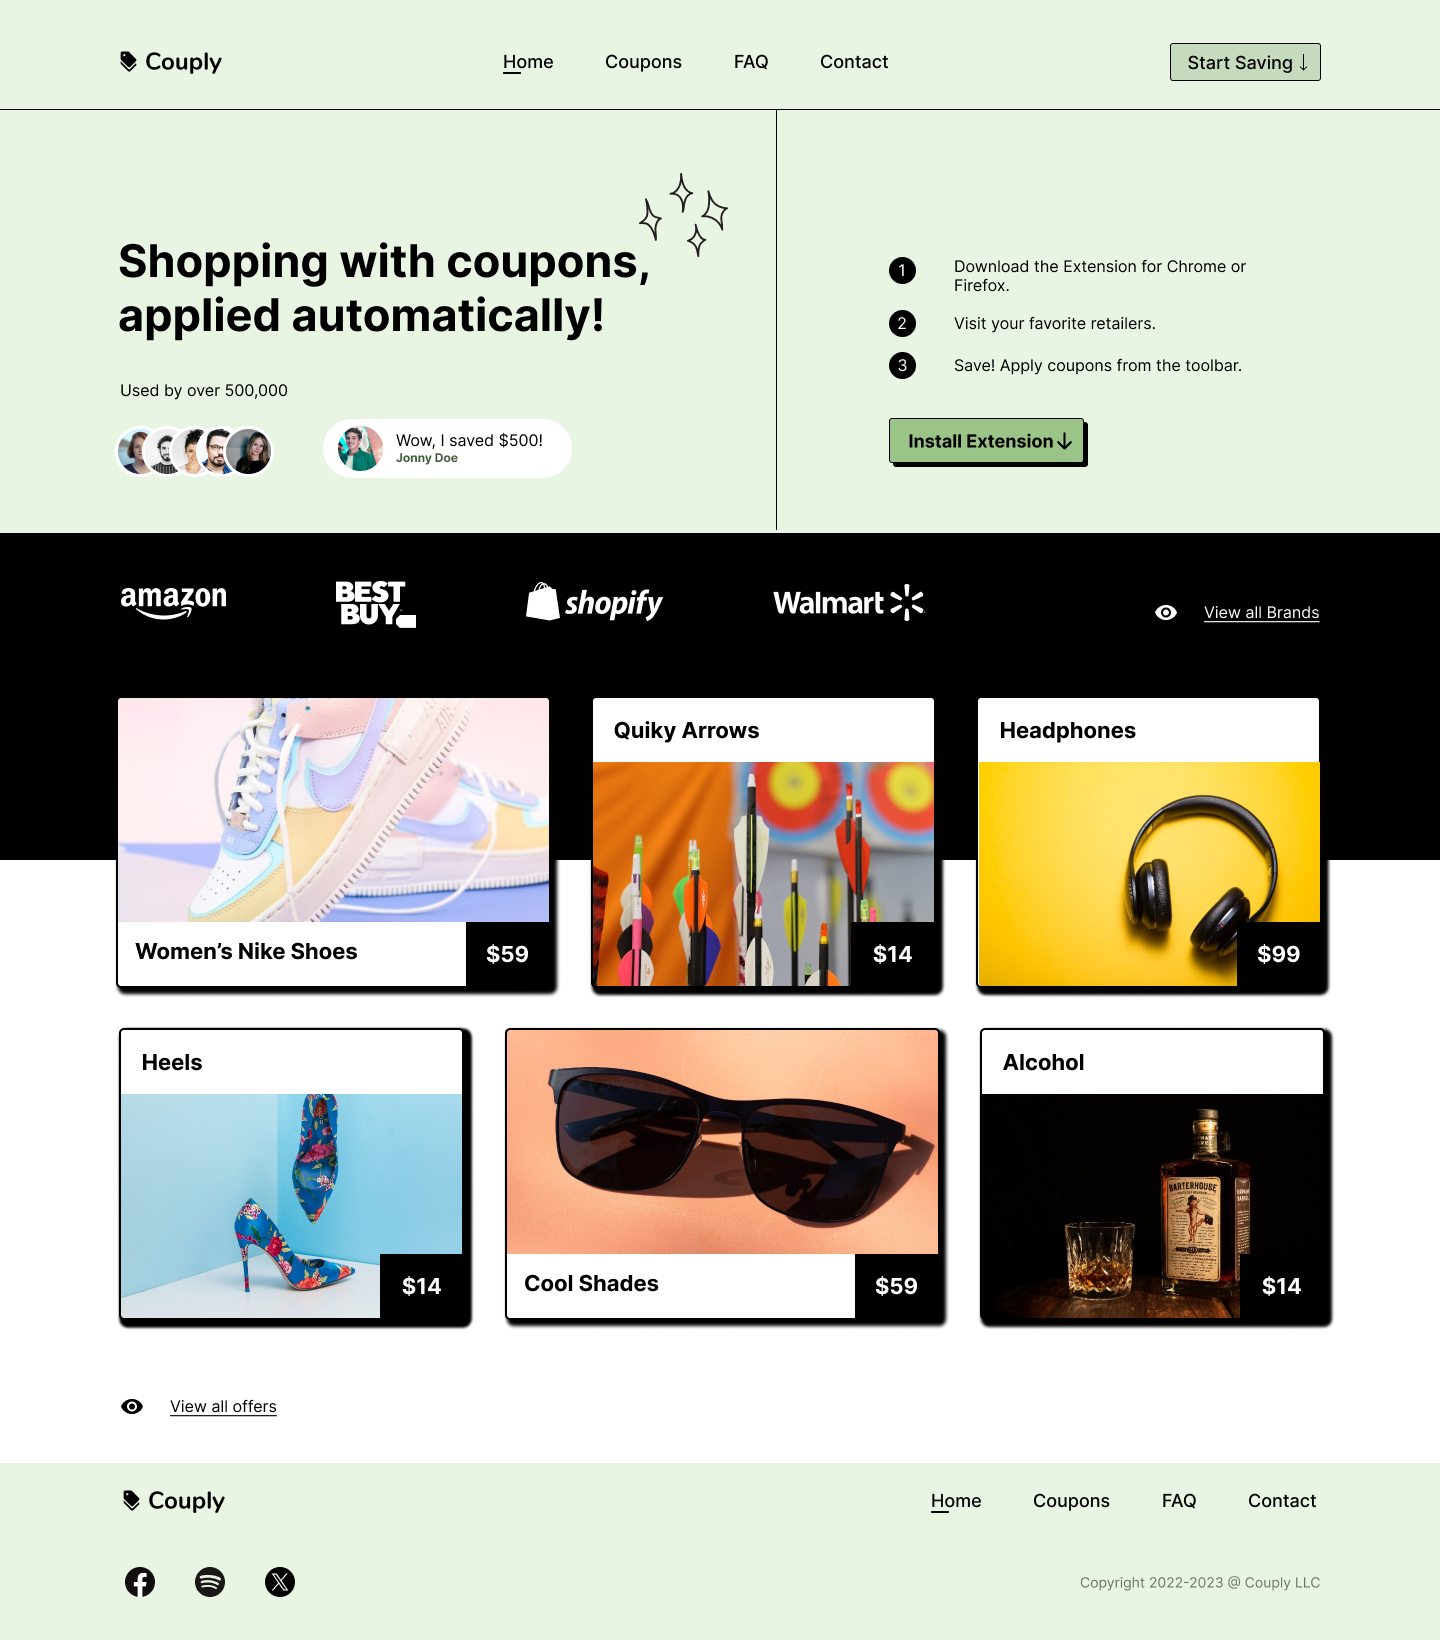 Couply
Home
Coupons
FAQ
Contact
Start Saving
Shopping with coupons,
applied automatically!
Used by over 500,000
Wow, I saved $500!
Jonny Doe
1
Download the Extension for Chrome or
Firefox.
2
Visit your favorite retailers.
3
Save! Apply coupons from the toolbar.
Install Extension
amazon
BEST
BUY
shopify
Walmart
View all Brands
Women’s Nike Shoes
$59
Quiky Arrows
$14
Headphones
$99
Heels
$14
Cool Shades
$59
Alcohol
BARTERHOUSE
$14
View all offers
Couply
Home
Coupons
FAQ
Contact
Copyright 2022-2023 @ Couply LLC